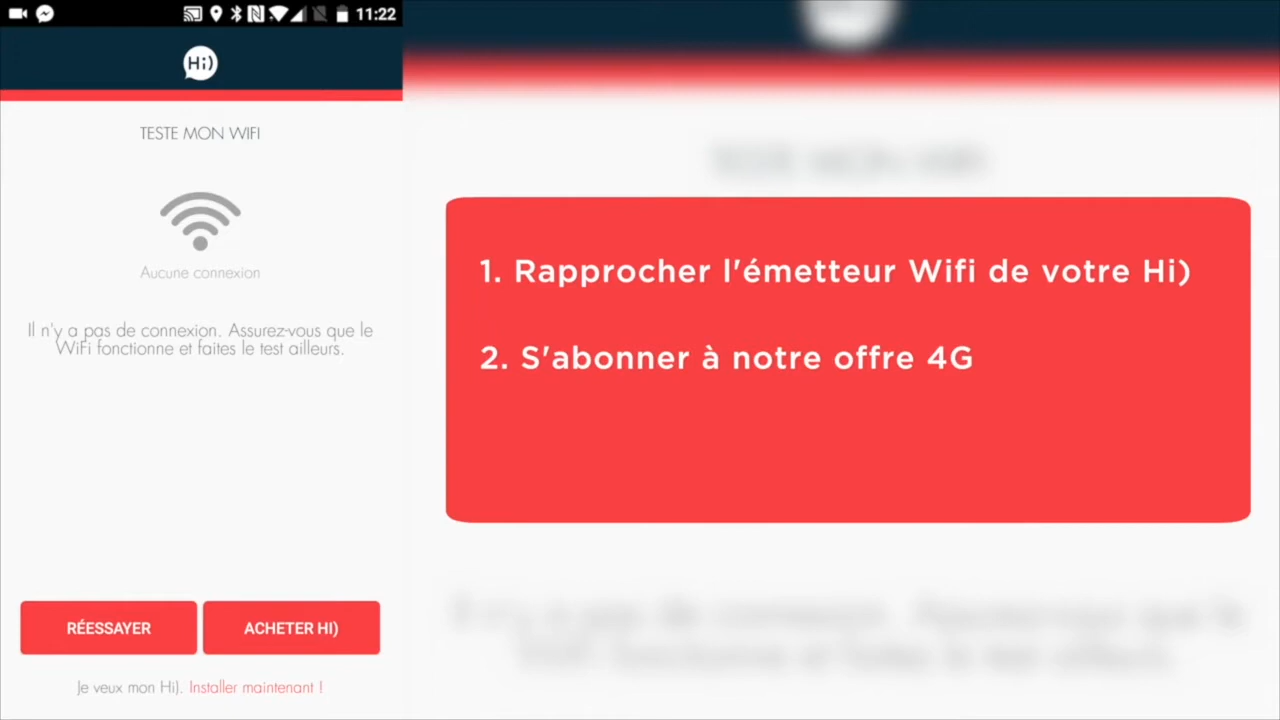 11:22
Hi)
TESTE MON WIFI
Aucune connexion
Il n'y a pas de connexion. Assurez-vous que le
WiFi fonctionne et faites le test ailleurs.
RÉESSAYER
ACHETER HI)
Je veux mon Hi). Installer maintenant !
1. Rapprocher l'émetteur Wifi de votre Hi)
2. S'abonner à notre offre 4G